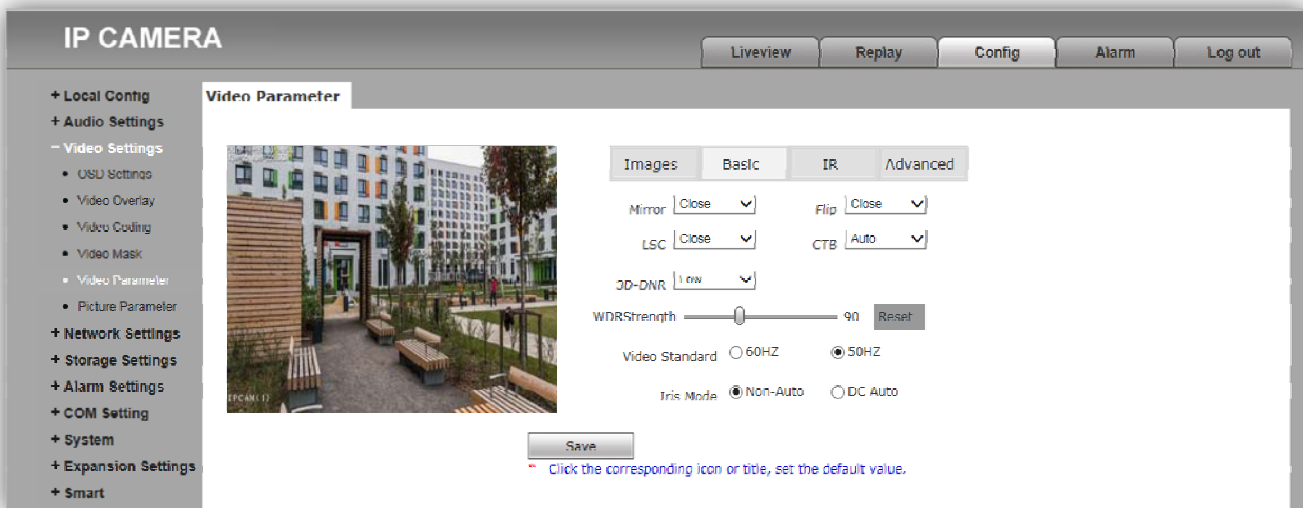 IP CAMERA
Liveview Replay Config Alarm Log out
+ Local Config
Video Parameter
+ Audio Settings
− Video Settings
• OSD Settings
• Video Overlay
• Video Coding
• Video Mask
• Video Parameter
• Picture Parameter
+ Network Settings
+ Storage Settings
+ Alarm Settings
+ COM Setting
+ System
+ Expansion Settings
+ Smart
Images Basic IR Advanced
Mirror Close Flip Close
LSC Close CTB Auto
3D-DNR Low
WDRStrength 90 Reset
Video Standard 60HZ 50HZ
Iris Mode Non-Auto DC Auto
IPCAM(1)
Save
* Click the corresponding icon or title, set the default value.